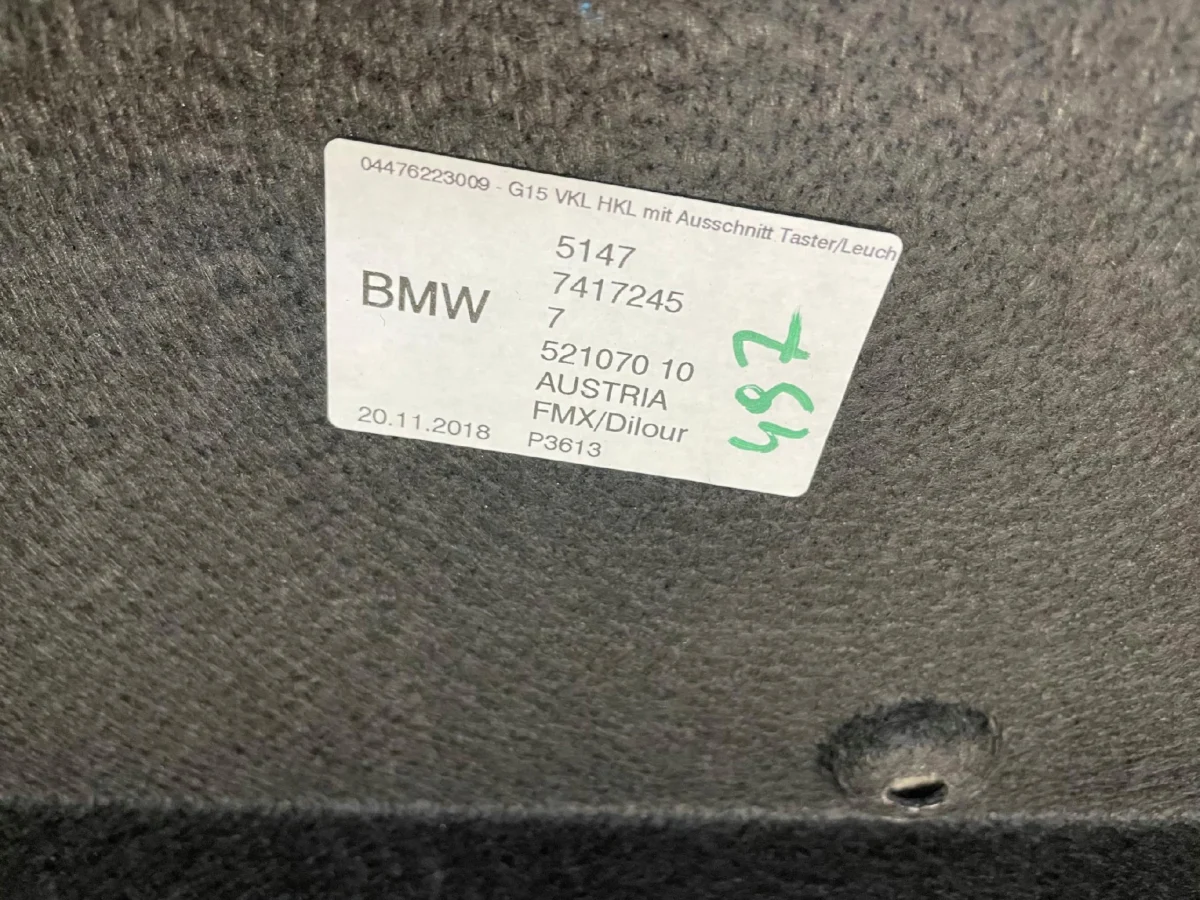 04476223009 - G15 VKL HKL mit Ausschnitt Taster/Leuch
5147
7417245
BMW
7
521070 10
AUSTRIA
FMX/Dilour
20.11.2018 P3613